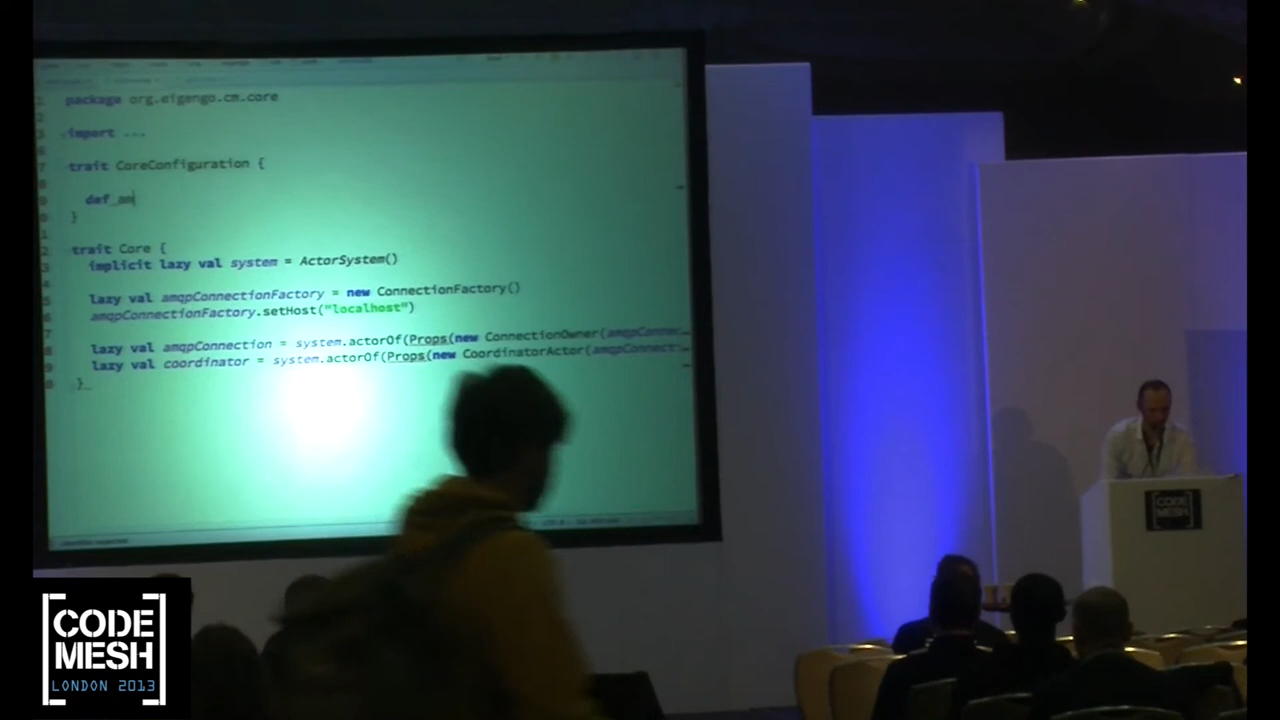 package org.eigengo.cm.core
import ...
trait CoreConfiguration {
def am
}
trait Core {
implicit lazy val system = ActorSystem()
lazy val amqpConnectionFactory = new ConnectionFactory()
amqpConnectionFactory.setHost("localhost")
lazy val amqpConnection = system.actorOf(Props(new ConnectionOwner(amqpConnec
lazy val coordinator = system.actorOf(Props(new CoordinatorActor(amqpConnect
}
CODE
MESH
CODE
MESH
LONDON 2013